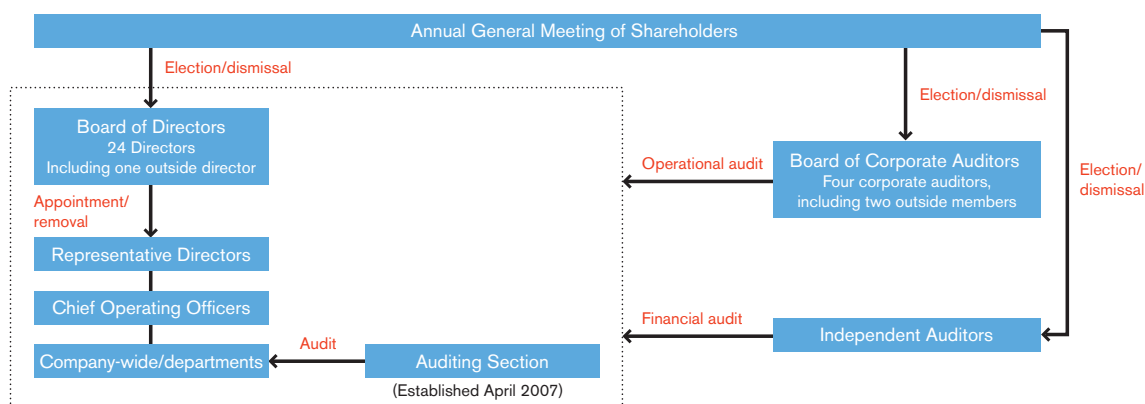 Annual General Meeting of Shareholders
Election/dismissal
Election/dismissal
Election/
dismissal
Board of Directors
24 Directors
Including one outside director
Operational audit
Board of Corporate Auditors
Four corporate auditors,
including two outside members
Appointment/
removal
Representative Directors
Chief Operating Officers
Financial audit
Independent Auditors
Company-wide/departments
Audit
Auditing Section
(Established April 2007)